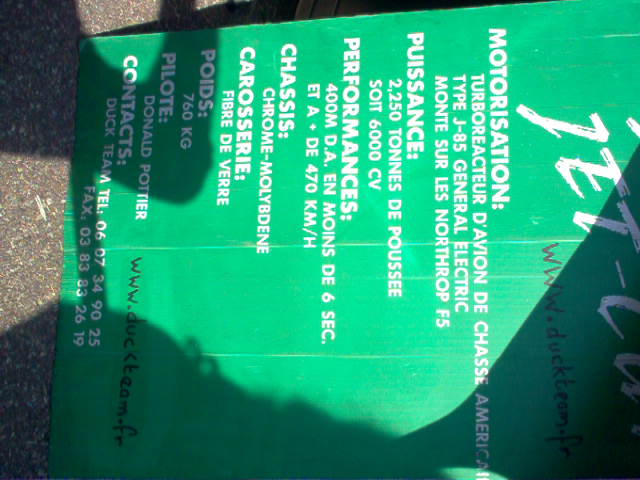 JET-C
www.duckteam.fr
MOTORISATION:
TURBOREACTEUR D'AVION DE CHASSE AMERICAI
TYPE J-85 GENERAL ELECTRIC
MONTE SUR LES NORTHROP F5
PUISSANCE:
2,250 TONNES DE POUSSEE
SOIT 6000 CV
PERFORMANCES:
400M D.A. EN MOINS DE 6 SEC.
ET A + DE 470 KM/H
CHASSIS:
CHROME-MOLYBDENE
CAROSSERIE:
FIBRE DE VERRE
POIDS:
760 KG
PILOTE:
DONALD POTTIER
CONTACTS:
DUCK TEAM TEL. 06 07 34 90 25
FAX. 03 83 83 26 19
www.duckteam.fr